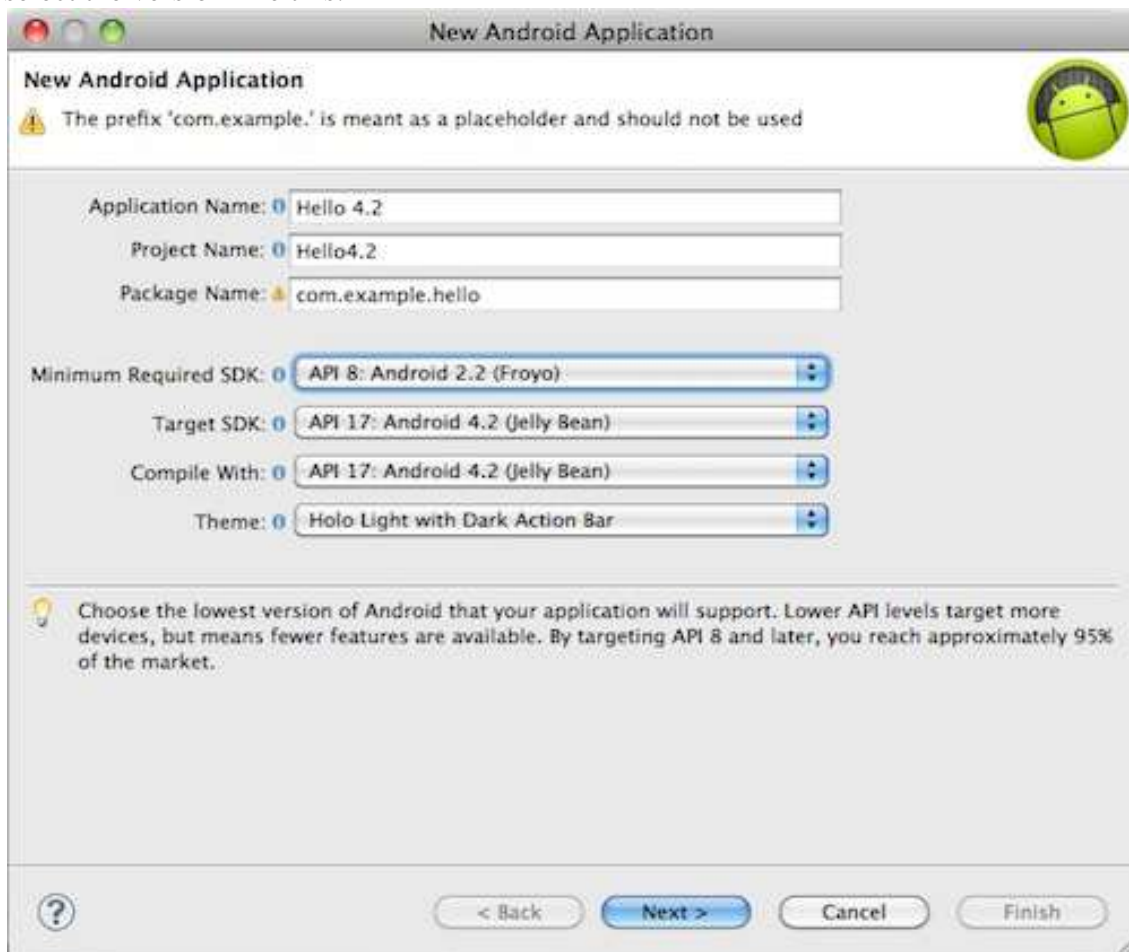 New Android Application
New Android Application
The prefix 'com.example.' is meant as a placeholder and should not be used
Application Name: Hello 4.2
Project Name: Hello4.2
Package Name: com.example.hello
Minimum Required SDK: API 8: Android 2.2 (Froyo)
Target SDK: API 17: Android 4.2 (Jelly Bean)
Compile With: API 17: Android 4.2 (Jelly Bean)
Theme: Holo Light with Dark Action Bar
Choose the lowest version of Android that your application will support. Lower API levels target more
devices, but means fewer features are available. By targeting API 8 and later, you reach approximately 95%
of the market.
? < Back Next > Cancel Finish